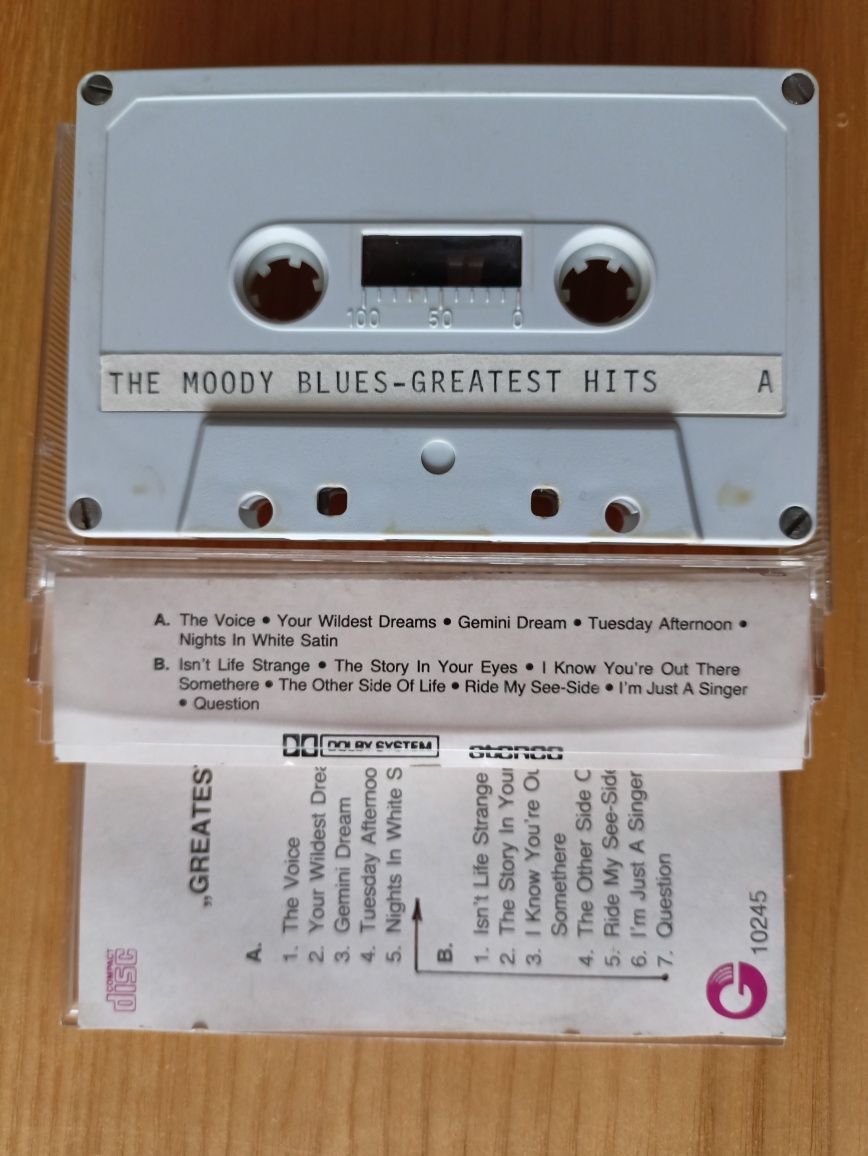 100 50 0
THE MOODY BLUES-GREATEST HITS A
A. The Voice • Your Wildest Dreams • Gemini Dream • Tuesday Afternoon •
Nights In White Satin
B. Isn't Life Strange • The Story In Your Eyes • I Know You're Out There
Somethere • The Other Side Of Life • Ride My See-Side • I'm Just A Singer
• Question
DOLBY SYSTEM stereo
„GREATES
A.
1. The Voice
2. Your Wildest Drea
3. Gemini Dream
4. Tuesday Afternoo
5. Nights In White S
B.
1. Isn't Life Strange
2. The Story In Your
3. I Know You're Ou
Somethere
4. The Other Side O
5. Ride My See-Side
6. I'm Just A Singer
7. Question
COMPACT
disc
G
10245